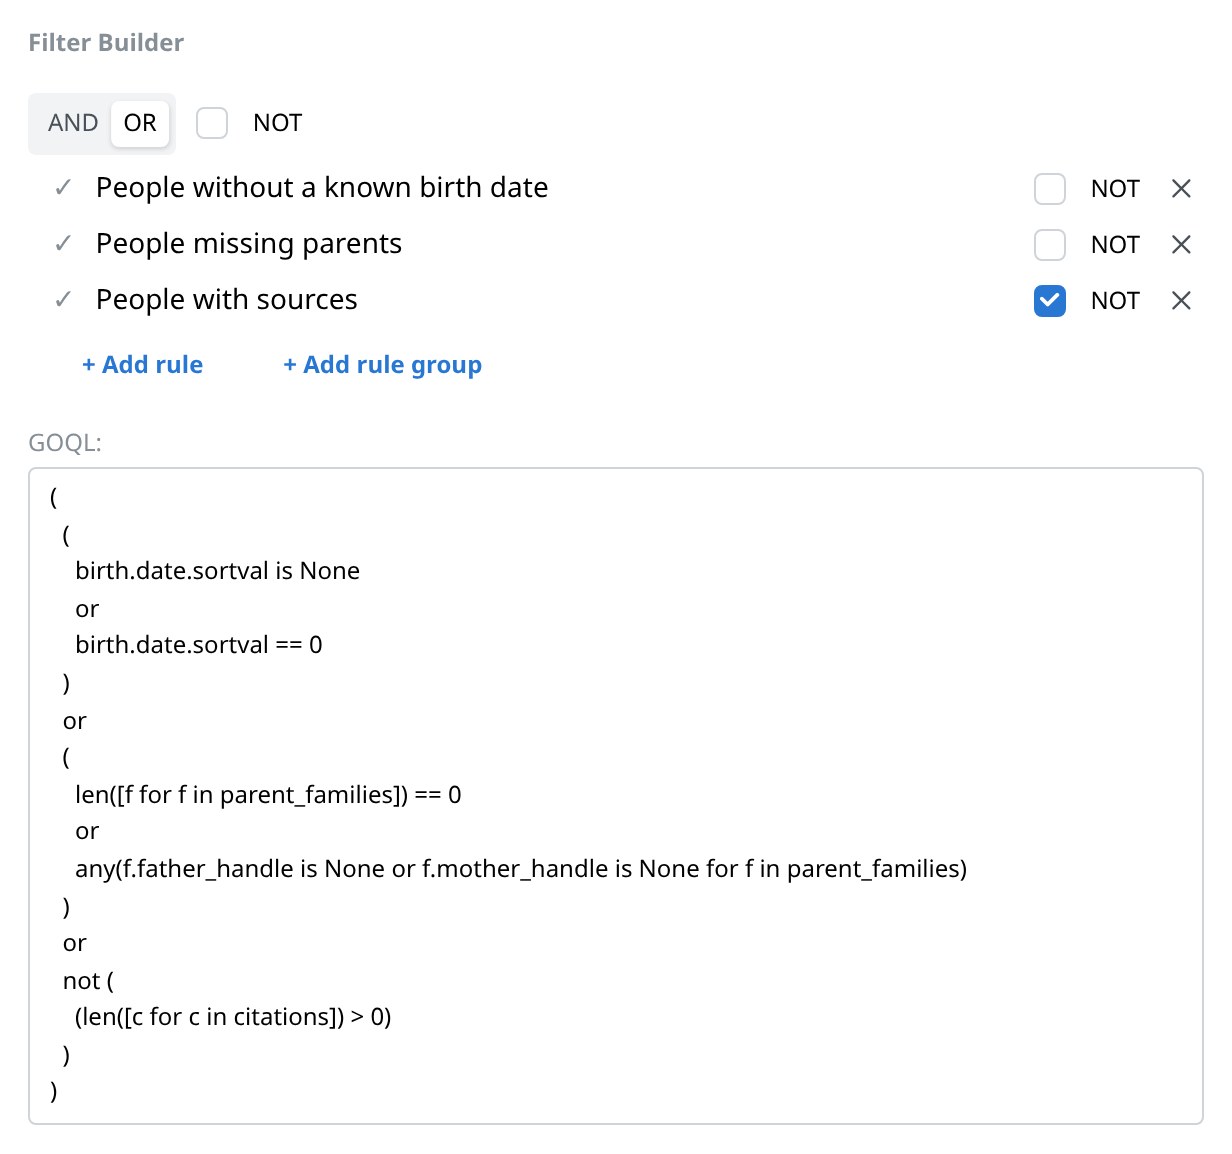 Filter Builder
AND OR NOT
✓ People without a known birth date NOT ✕
✓ People missing parents NOT ✕
✓ People with sources NOT ✕
+ Add rule + Add rule group
GOQL:
(
(
birth.date.sortval is None
or
birth.date.sortval == 0
)
or
(
len([f for f in parent_families]) == 0
or
any(f.father_handle is None or f.mother_handle is None for f in parent_families)
)
or
not (
(len([c for c in citations]) > 0)
)
)